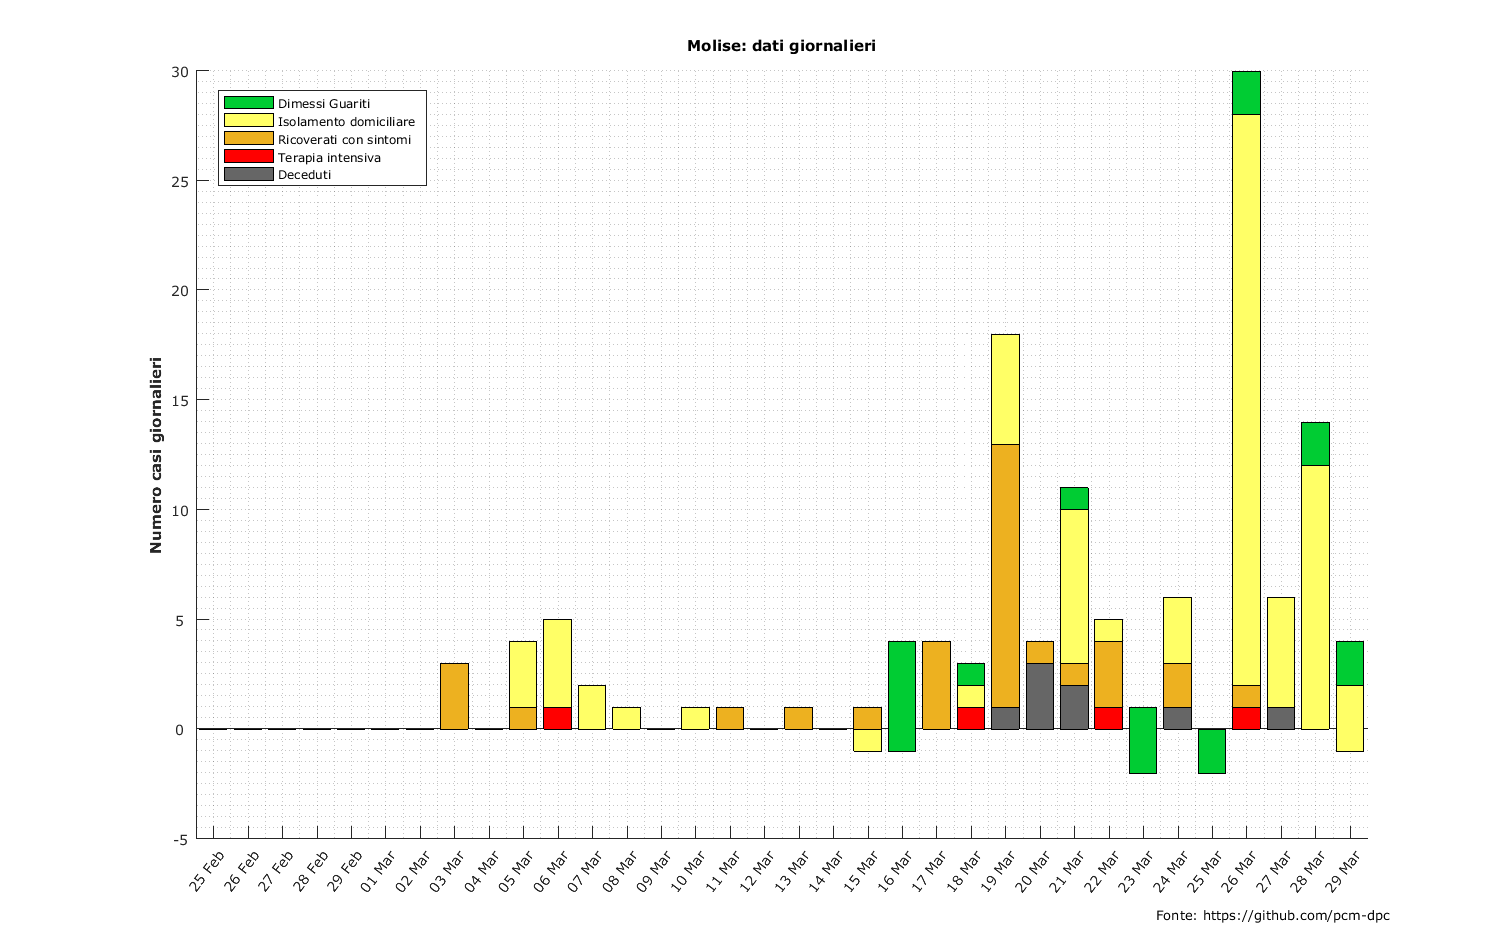 Molise: dati giornalieri
30
25
20
15
10
5
0
-5
Numero casi giornalieri
Dimessi Guariti
Isolamento domiciliare
Ricoverati con sintomi
Terapia intensiva
Deceduti
25 Feb
26 Feb
27 Feb
28 Feb
29 Feb
01 Mar
02 Mar
03 Mar
04 Mar
05 Mar
06 Mar
07 Mar
08 Mar
09 Mar
10 Mar
11 Mar
12 Mar
13 Mar
14 Mar
15 Mar
16 Mar
17 Mar
18 Mar
19 Mar
20 Mar
21 Mar
22 Mar
23 Mar
24 Mar
25 Mar
26 Mar
27 Mar
28 Mar
29 Mar
Fonte: https://github.com/pcm-dpc